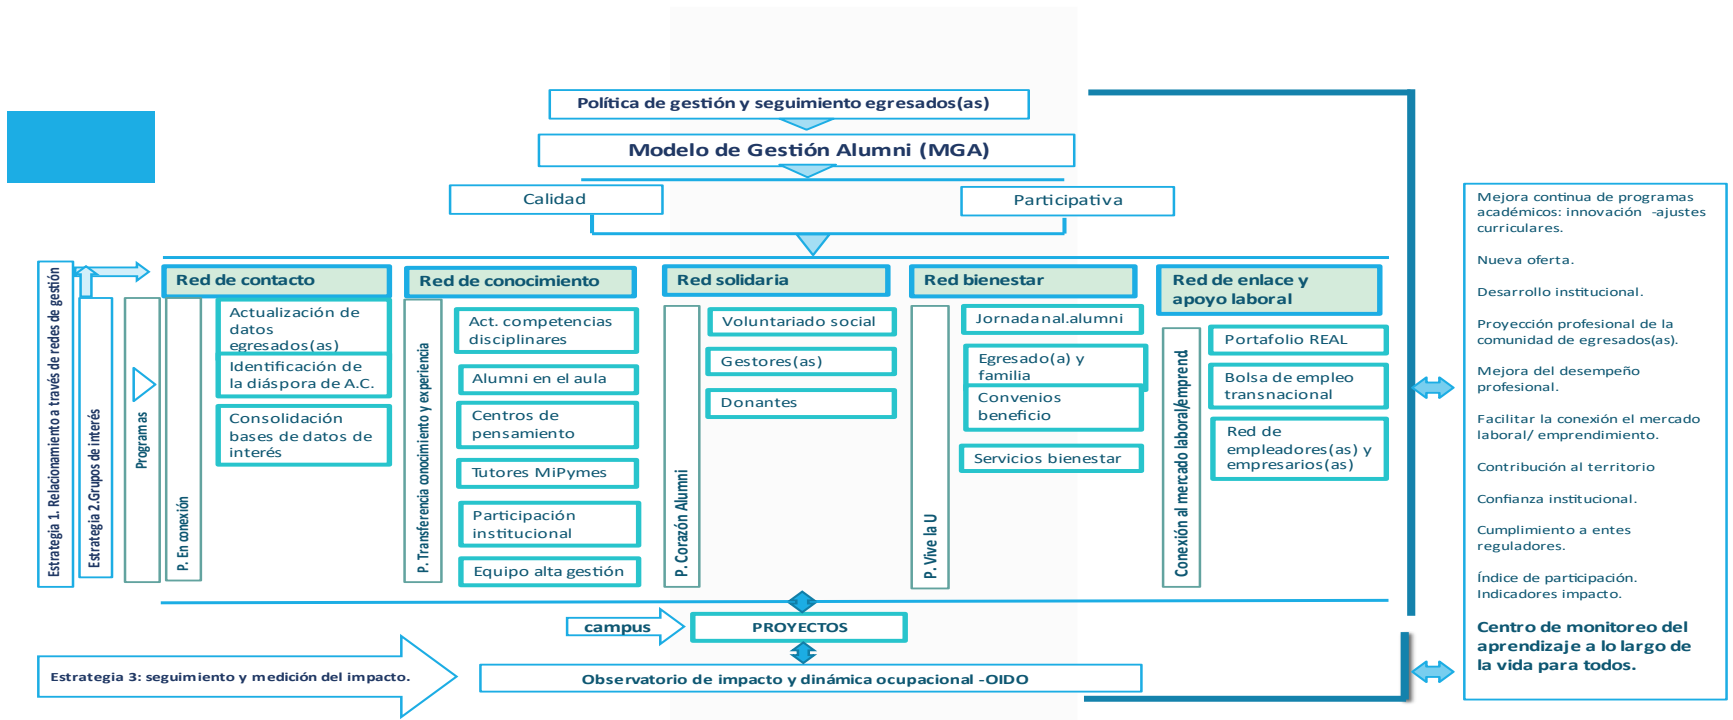 Política de gestión y seguimiento egresados(as)
Modelo de Gestión Alumni (MGA)
Calidad
Participativa
Estrategia 1. Relacionamiento a través de redes de gestión
Estrategia 2.Grupos de interés
Programas
Red de contacto
P. En conexión
Actualización de
datos
egresados(as)
Identificación de
la diáspora de A.C.
Consolidación
bases de datos de
interés
Red de conocimiento
P. Transferencia conocimiento y experiencia
Act. competencias
disciplinares
Alumni en el aula
Centros de
pensamiento
Tutores MiPymes
Participación
institucional
Equipo alta gestión
Red solidaria
P. Corazón Alumni
Voluntariado social
Gestores(as)
Donantes
Red bienestar
P. Vive la U
Jornada nal.alumni
Egresado(a) y
familia
Convenios
beneficio
Servicios bienestar
Red de enlace y
apoyo laboral
Conexión al mercado laboral/emprend
Portafolio REAL
Bolsa de empleo
transnacional
Red de
empleadores(as) y
empresarios(as)
campus
PROYECTOS
Estrategia 3: seguimiento y medición del impacto.
Observatorio de impacto y dinámica ocupacional -OIDO
Mejora continua de programas
académicos: innovación -ajustes
curriculares.
Nueva oferta.
Desarrollo institucional.
Proyección profesional de la
comunidad de egresados(as).
Mejora del desempeño
profesional.
Facilitar la conexión el mercado
laboral/ emprendimiento.
Contribución al territorio
Confianza institucional.
Cumplimiento a entes
reguladores.
Índice de participación.
Indicadores impacto.
Centro de monitoreo del
aprendizaje a lo largo de
la vida para todos.